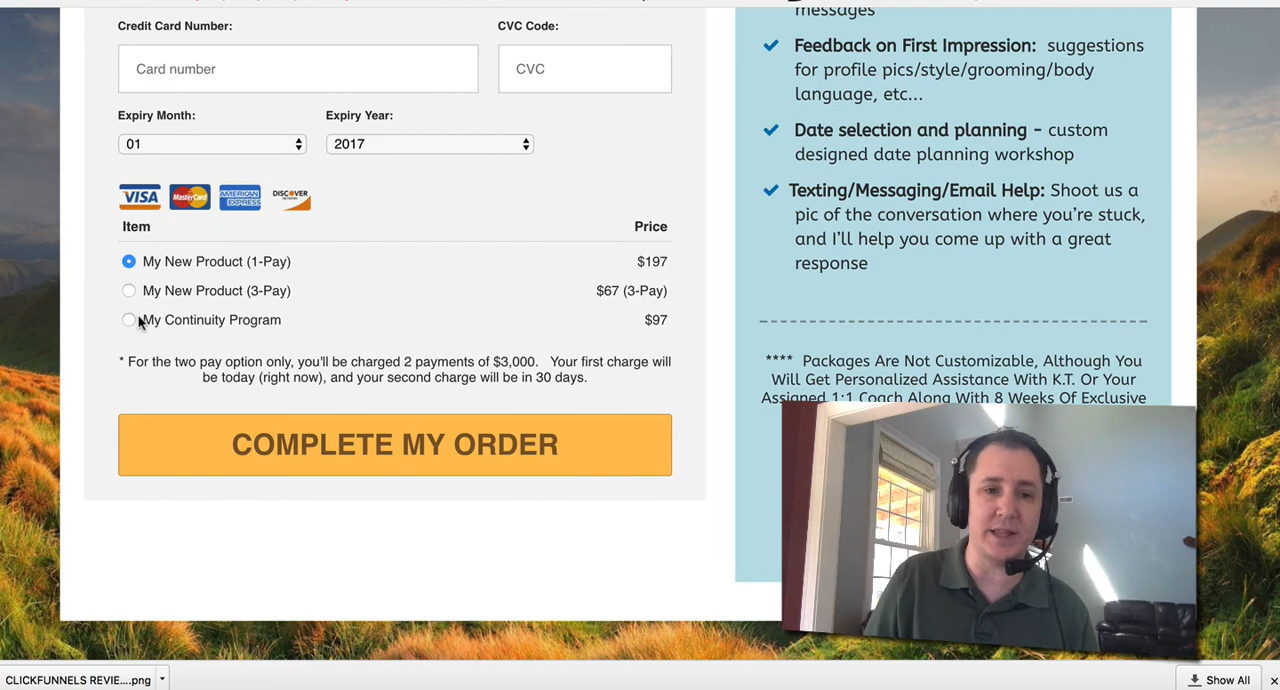 Credit Card Number:
CVC Code:
Card number
CVC
Expiry Month:
Expiry Year:
01
2017
VISA
MasterCard
AMERICAN EXPRESS
DISCOVER
Item
Price
My New Product (1-Pay)
$197
My New Product (3-Pay)
$67 (3-Pay)
My Continuity Program
$97
* For the two pay option only, you'll be charged 2 payments of $3,000. Your first charge will
be today (right now), and your second charge will be in 30 days.
COMPLETE MY ORDER
messages
Feedback on First Impression: suggestions
for profile pics/style/grooming/body
language, etc...
Date selection and planning - custom
designed date planning workshop
Texting/Messaging/Email Help: Shoot us a
pic of the conversation where you're stuck,
and I'll help you come up with a great
response
**** Packages Are Not Customizable, Although You
Will Get Personalized Assistance With K.T. Or Your
Assigned 1:1 Coach Along With 8 Weeks Of Exclusive
CLICKFUNNELS REVIE....png
Show All